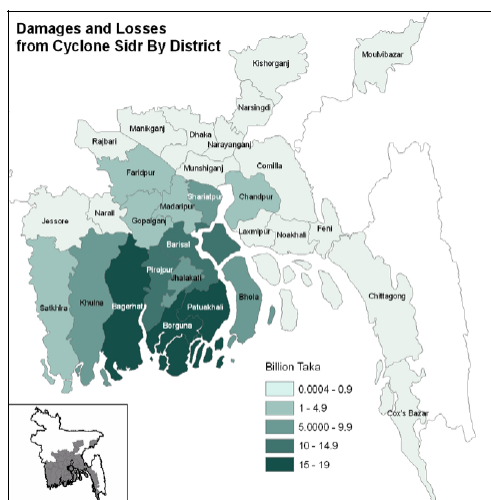 Damages and Losses
from Cyclone Sidr By District
Moulvibazar
Kishorganj
Narsingdi
Manikganj
Dhaka
Rajbari
Narayanganj
Munshiganj
Comilla
Faridpur
Shariatpur
Chandpur
Madaripur
Narail
Gopalganj
Jessore
Laxmipur
Noakhali
Feni
Barisal
Pirojpur
Jhalakati
Chittagong
Satkhira
Khulna
Bagerhat
Patuakhali
Bhola
Borguna
Cox's Bazar
Billion Taka
0.0004 - 0.9
1 - 4.9
5.0000 - 9.9
10 - 14.9
15 - 19